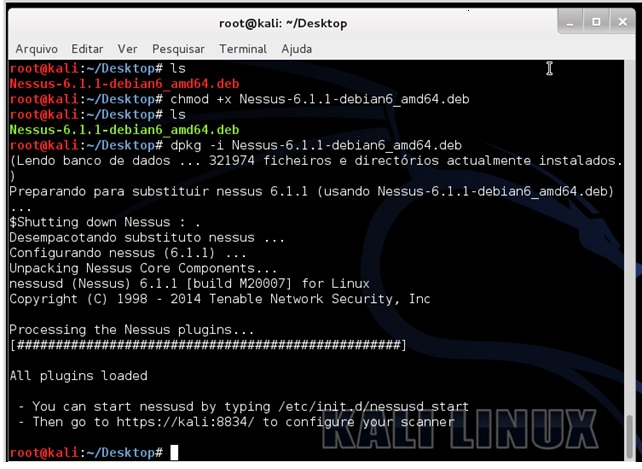 root@kali: ~/Desktop
Arquivo Editar Ver Pesquisar Terminal Ajuda
root@kali:~/Desktop# ls
Nessus-6.1.1-debian6_amd64.deb
root@kali:~/Desktop# chmod +x Nessus-6.1.1-debian6_amd64.deb
root@kali:~/Desktop# ls
Nessus-6.1.1-debian6_amd64.deb
root@kali:~/Desktop# dpkg -i Nessus-6.1.1-debian6_amd64.deb
(Lendo banco de dados ... 321974 ficheiros e directórios actualmente instalados.
)
Preparando para substituir nessus 6.1.1 (usando Nessus-6.1.1-debian6_amd64.deb)
...
$Shutting down Nessus : .
Desempacotando substituto nessus ...
Configurando nessus (6.1.1) ...
Unpacking Nessus Core Components...
nessusd (Nessus) 6.1.1 [build M20007] for Linux
Copyright (C) 1998 - 2014 Tenable Network Security, Inc
Processing the Nessus plugins...
[##################################################]
All plugins loaded
- You can start nessusd by typing /etc/init.d/nessusd start
- Then go to https://kali:8834/ to configure your scanner
KALI LINUX
root@kali:~/Desktop#